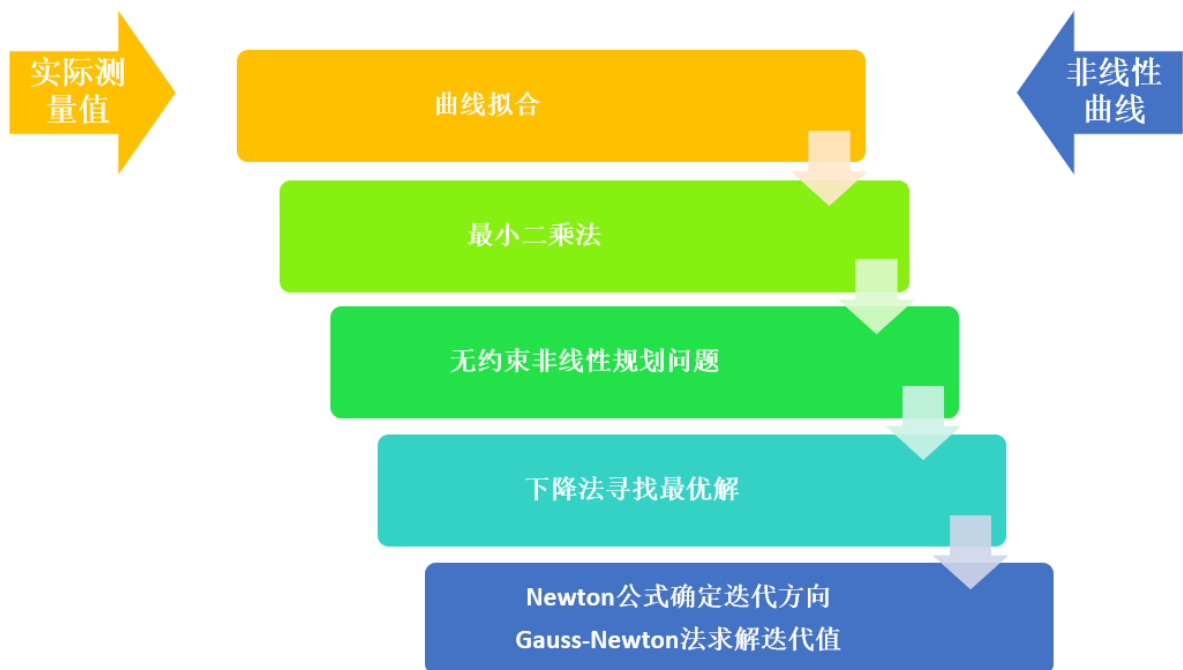 实际测
量值
非线性
曲线
曲线拟合
最小二乘法
无约束非线性规划问题
下降法寻找最优解
Newton公式确定迭代方向
Gauss-Newton法求解迭代值